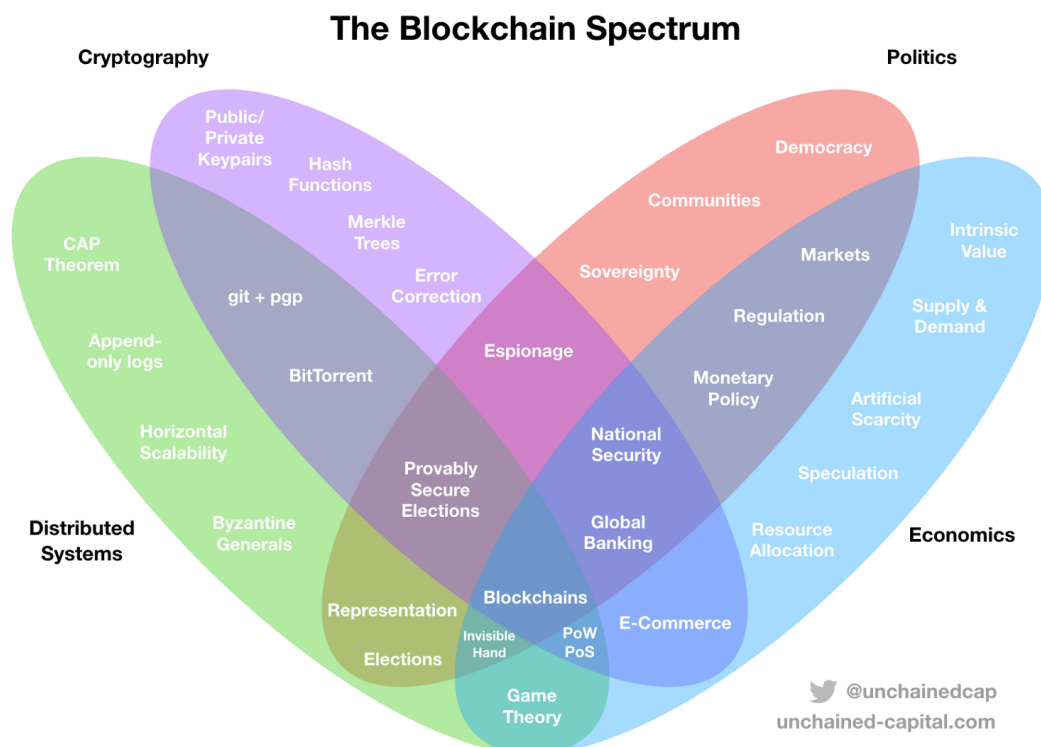 The Blockchain Spectrum
Cryptography
Politics
Public/
Private
Keypairs
Hash
Functions
Merkle
Trees
Error
Correction
Democracy
Communities
Sovereignty
Markets
Regulation
Monetary
Policy
Intrinsic
Value
Supply &
Demand
Artificial
Scarcity
Speculation
Resource
Allocation
CAP
Theorem
git + pgp
Append-
only logs
BitTorrent
Horizontal
Scalability
Byzantine
Generals
Espionage
National
Security
Provably
Secure
Elections
Global
Banking
Distributed
Systems
Economics
Blockchains
Representation
Elections
Invisible
Hand
PoW
PoS
E-Commerce
Game
Theory
@unchainedcap
unchained-capital.com